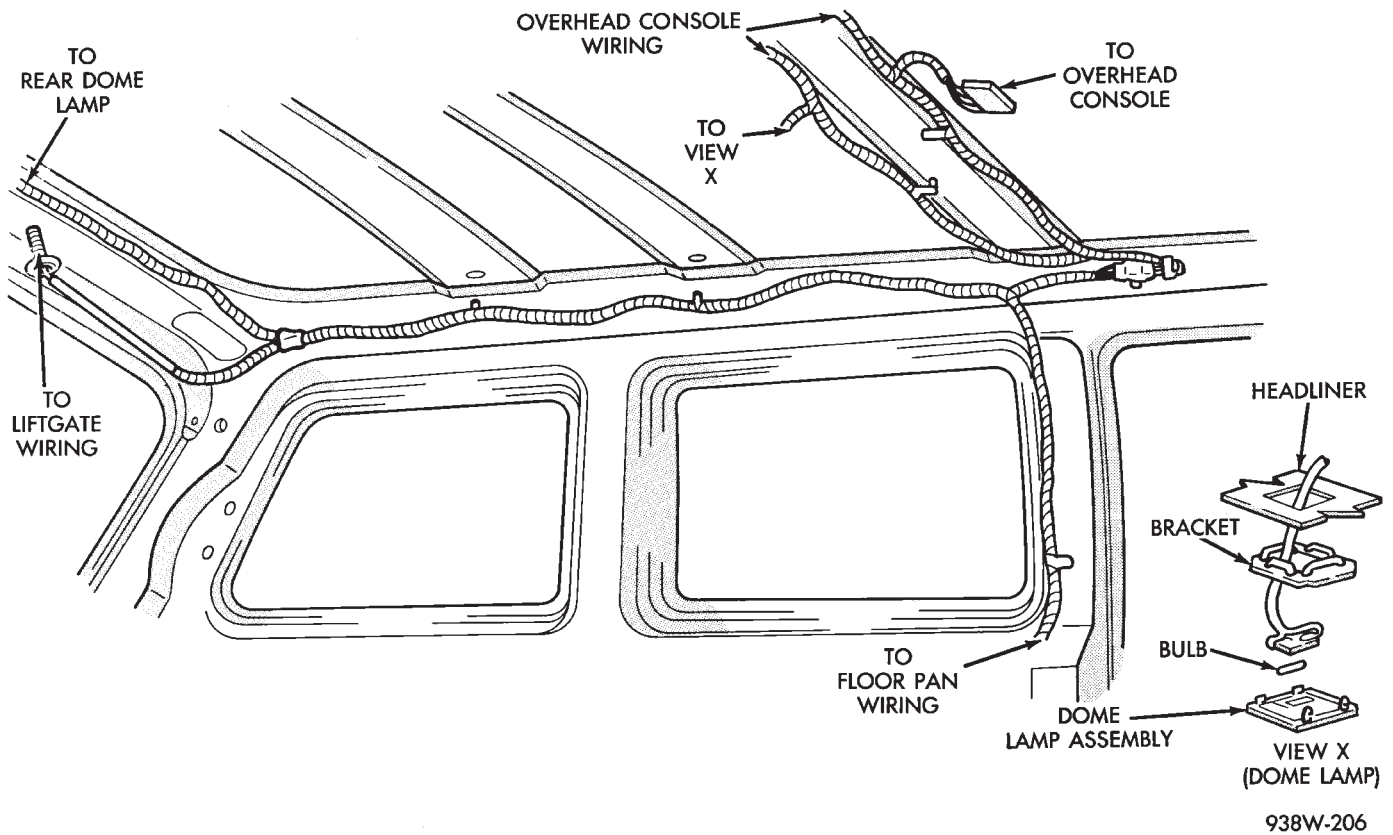 OVERHEAD CONSOLE
WIRING
TO
REAR DOME
LAMP
TO
OVERHEAD
CONSOLE
TO
VIEW
X
TO
LIFTGATE
WIRING
HEADLINER
BRACKET
BULB
TO
FLOOR PAN
WIRING
DOME
LAMP ASSEMBLY
VIEW X
(DOME LAMP)
938W-206